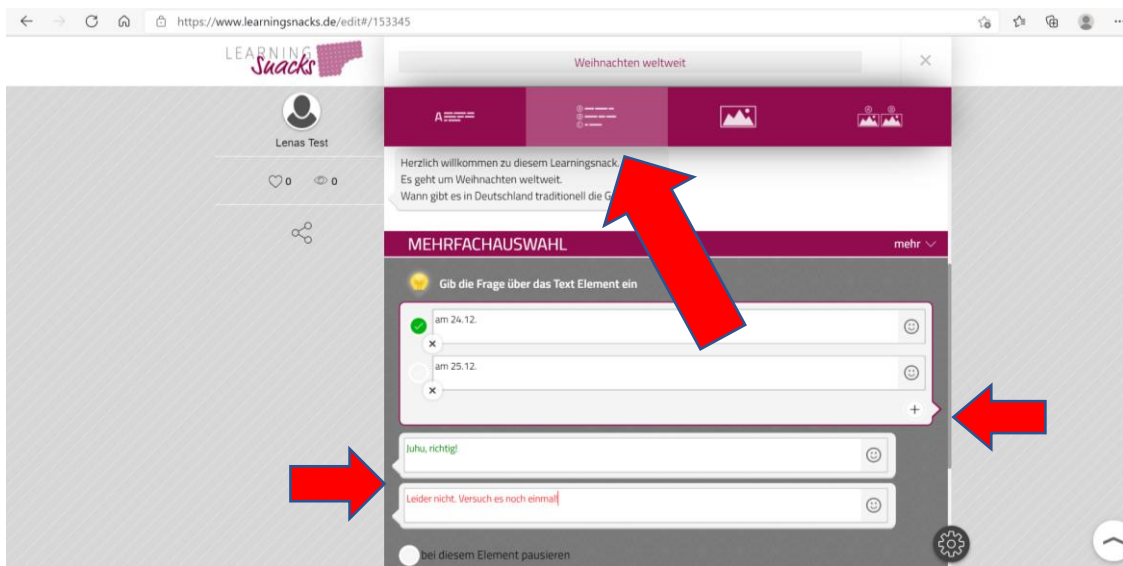 https://www.learningsnacks.de/edit#/153345
LEARNING
Snacks
Weihnachten weltweit
A
Lenas Test
0 0
Herzlich willkommen zu diesem Learningsnack.
Es geht um Weihnachten weltweit.
Wann gibt es in Deutschland traditionell die G
MEHRFACHAUSWAHL mehr
Gib die Frage über das Text Element ein
am 24.12.
am 25.12.
Juhu, richtig!
Leider nicht. Versuch es noch einmal!
bei diesem Element pausieren